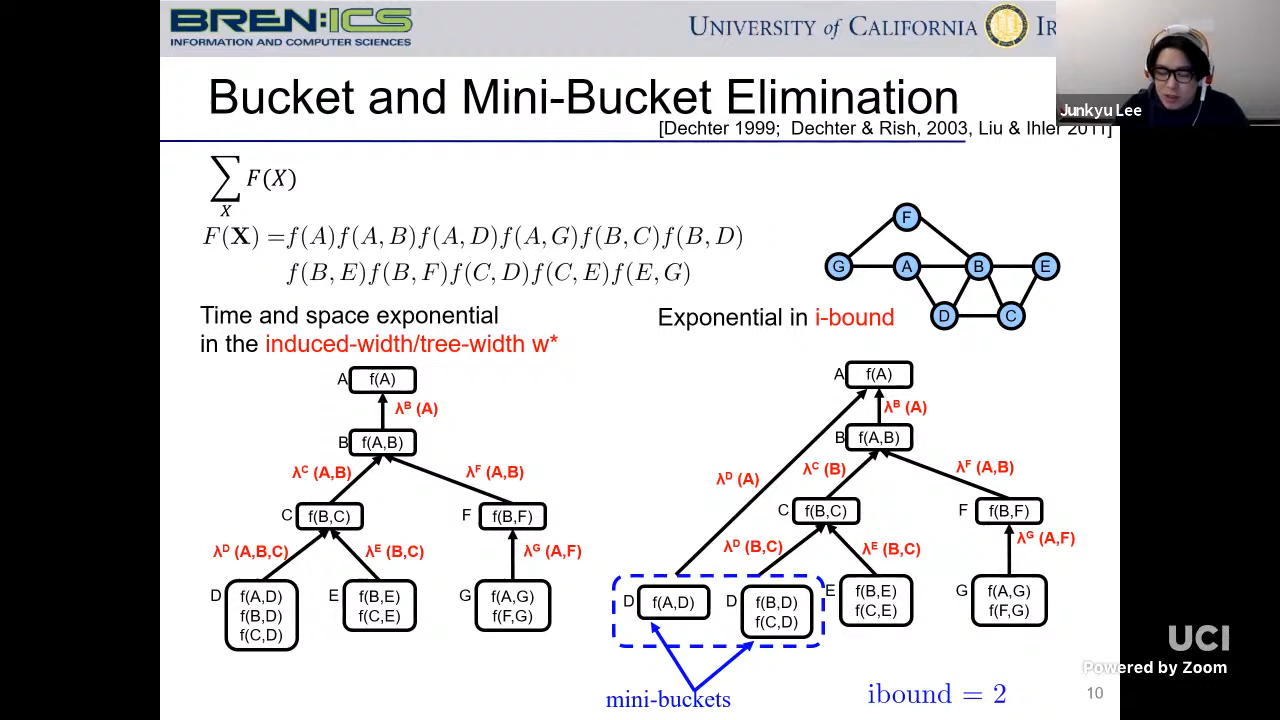 BREN:ICS
INFORMATION AND COMPUTER SCIENCES
UNIVERSITY of CALIFORNIA
IR
Junkyu Lee
Bucket and Mini-Bucket Elimination
[Dechter 1999; Dechter & Rish, 2003, Liu & Ihler 2011]
∑ F(X)
X
F(X) =f(A)f(A, B)f(A, D)f(A, G)f(B, C)f(B, D)
f(B, E)f(B, F)f(C, D)f(C, E)f(E, G)
F
G A B E
D C
Time and space exponential
in the induced-width/tree-width w*
A f(A)
λᴮ (A)
B f(A,B)
λᶜ (A,B) λᶠ (A,B)
C f(B,C) F f(B,F)
λᴰ (A,B,C) λᴱ (B,C) λᴳ (A,F)
D f(A,D)
f(B,D)
f(C,D)
E f(B,E)
f(C,E)
G f(A,G)
f(F,G)
Exponential in i-bound
A f(A)
λᴮ (A)
B f(A,B)
λᴰ (A) λᶜ (B) λᶠ (A,B)
C f(B,C) F f(B,F)
λᴰ (B,C) λᴱ (B,C) λᴳ (A,F)
D f(A,D)
D f(B,D)
f(C,D)
E f(B,E)
f(C,E)
G f(A,G)
f(F,G)
mini-buckets
ibound = 2
UCI
Powered by Zoom
10